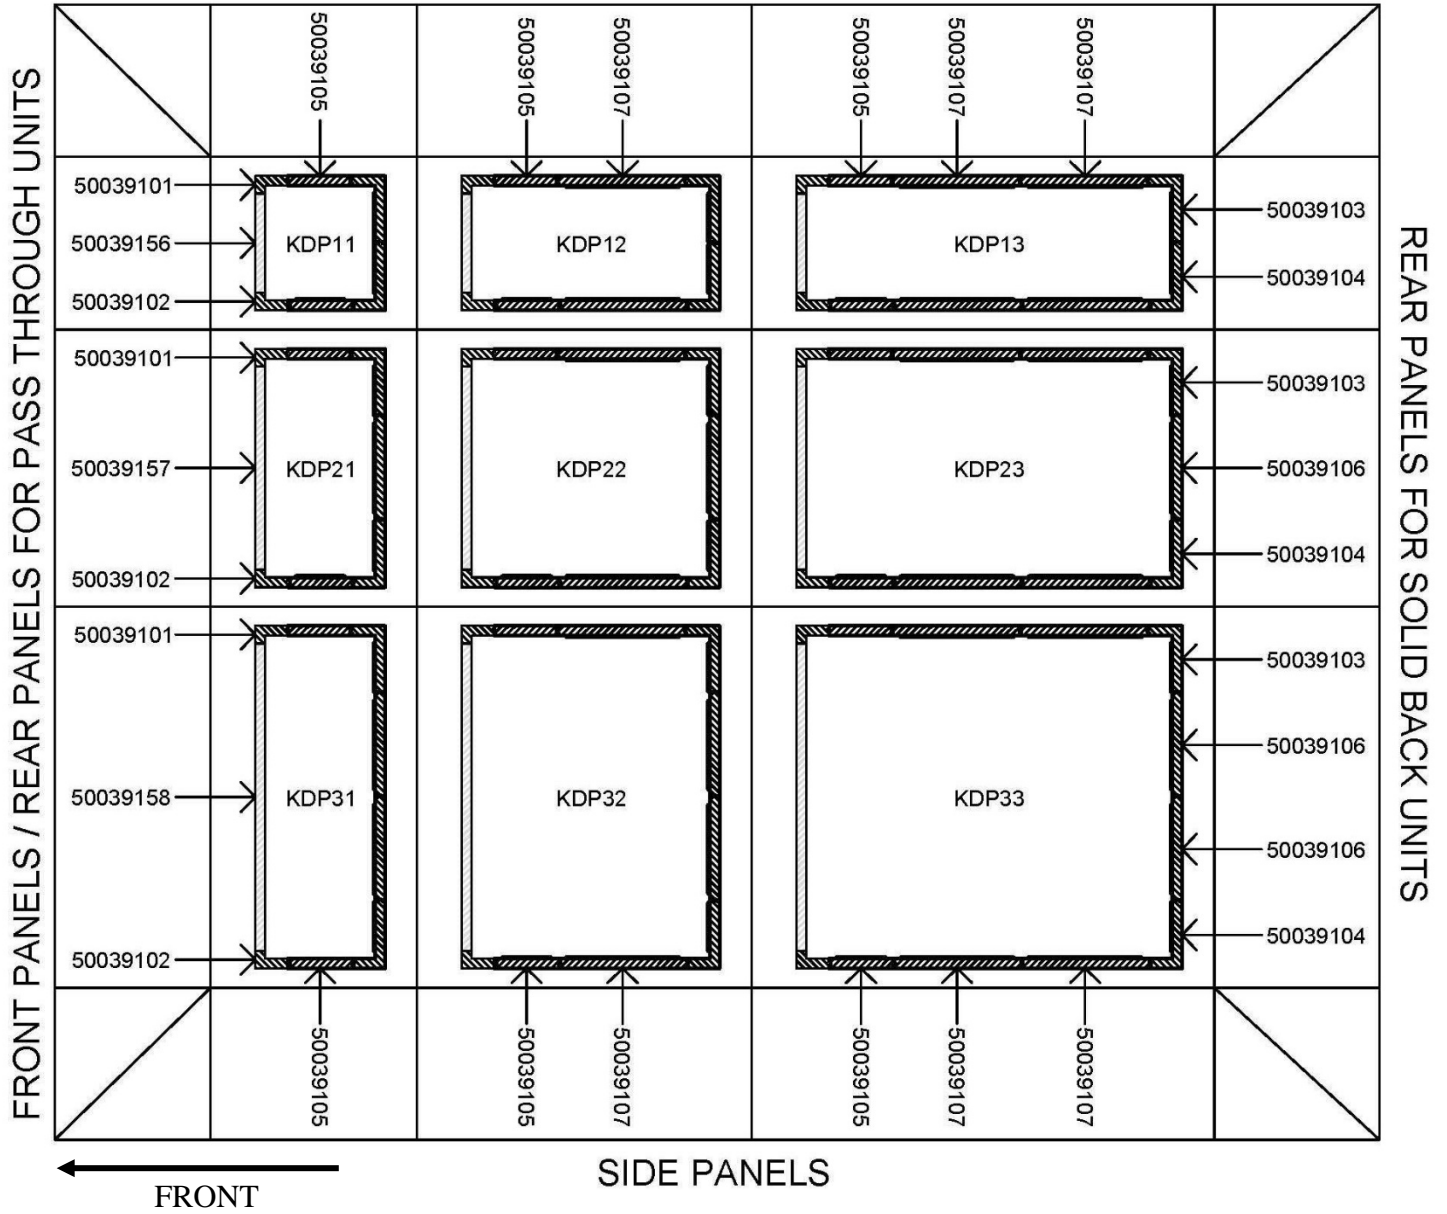 FRONT PANELS / REAR PANELS FOR PASS THROUGH UNITS
50039105
50039105
50039107
50039105
50039107
50039107
50039101
50039156
50039102
KDP11
KDP12
KDP13
50039103
50039104
50039101
50039157
50039102
KDP21
KDP22
KDP23
50039103
50039106
50039104
50039101
50039158
50039102
KDP31
KDP32
KDP33
50039103
50039106
50039106
50039104
50039105
50039105
50039107
50039105
50039107
50039107
REAR PANELS FOR SOLID BACK UNITS
SIDE PANELS
FRONT